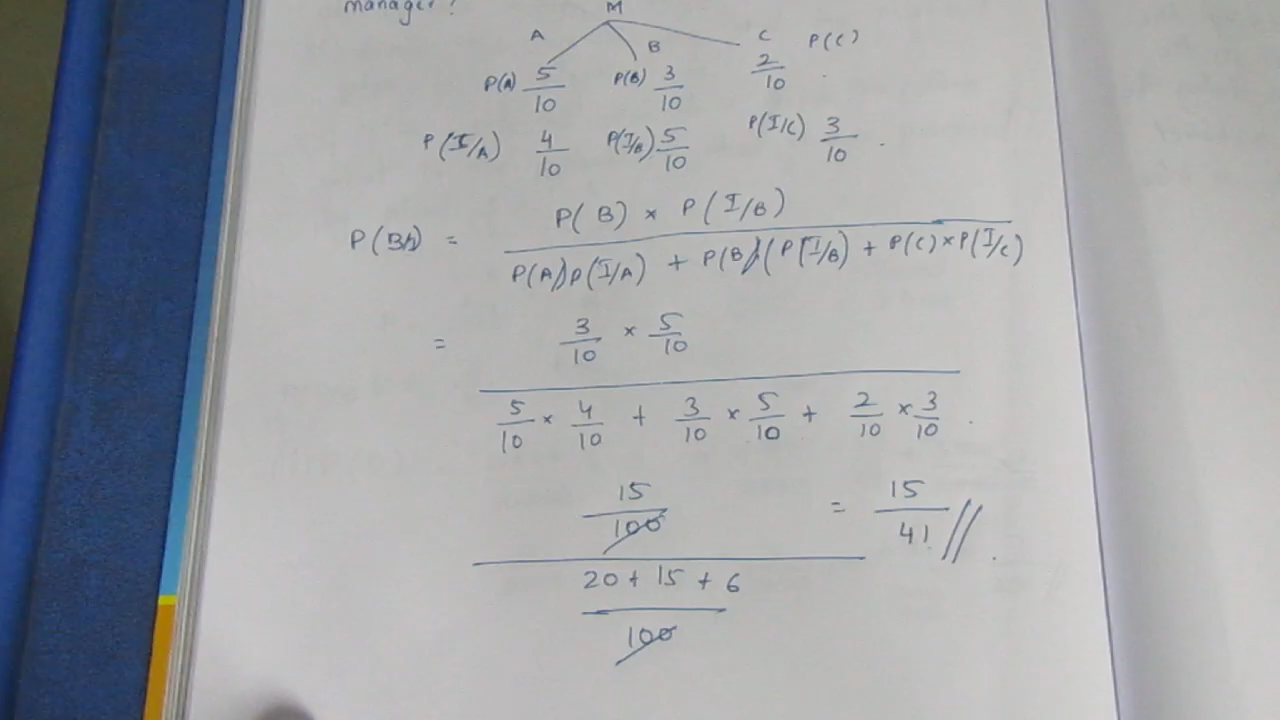 manager?
M
A B C P(C)
P(A) 5/10 P(B) 3/10 2/10
P(I/A) 4/10 P(I/B) 5/10 P(I/C) 3/10
P(B/I) = P(B) × P(I/B) / P(A)P(I/A) + P(B)(P(I/B) + P(C)×P(I/C)
= 3/10 × 5/10 / 5/10 × 4/10 + 3/10 × 5/10 + 2/10 × 3/10
15/100 / 20+15+6/100 = 15/41 //